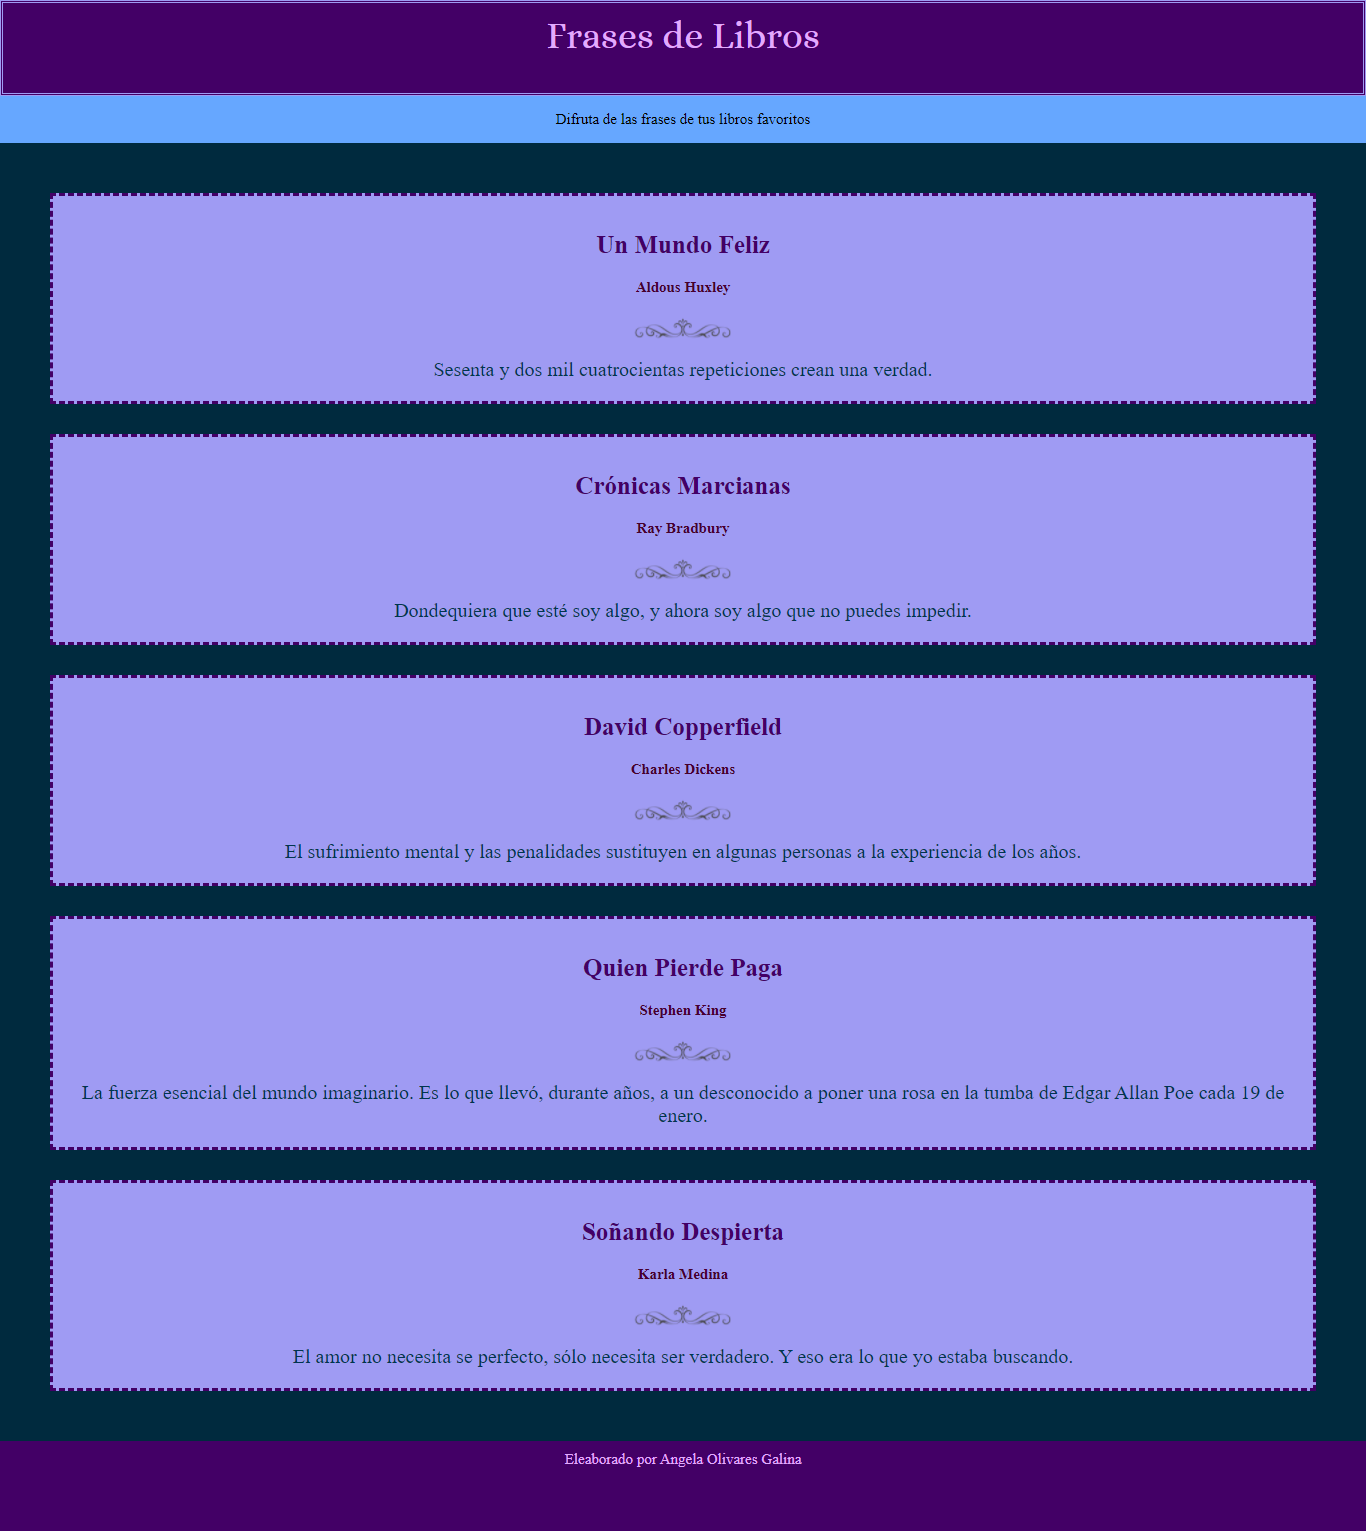 Frases de Libros
Difruta de las frases de tus libros favoritos
Un Mundo Feliz
Aldous Huxley
Sesenta y dos mil cuatrocientas repeticiones crean una verdad.
Crónicas Marcianas
Ray Bradbury
Dondequiera que esté soy algo, y ahora soy algo que no puedes impedir.
David Copperfield
Charles Dickens
El sufrimiento mental y las penalidades sustituyen en algunas personas a la experiencia de los años.
Quien Pierde Paga
Stephen King
La fuerza esencial del mundo imaginario. Es lo que llevó, durante años, a un desconocido a poner una rosa en la tumba de Edgar Allan Poe cada 19 de
enero.
Soñando Despierta
Karla Medina
El amor no necesita se perfecto, sólo necesita ser verdadero. Y eso era lo que yo estaba buscando.
Eleaborado por Angela Olivares Galina